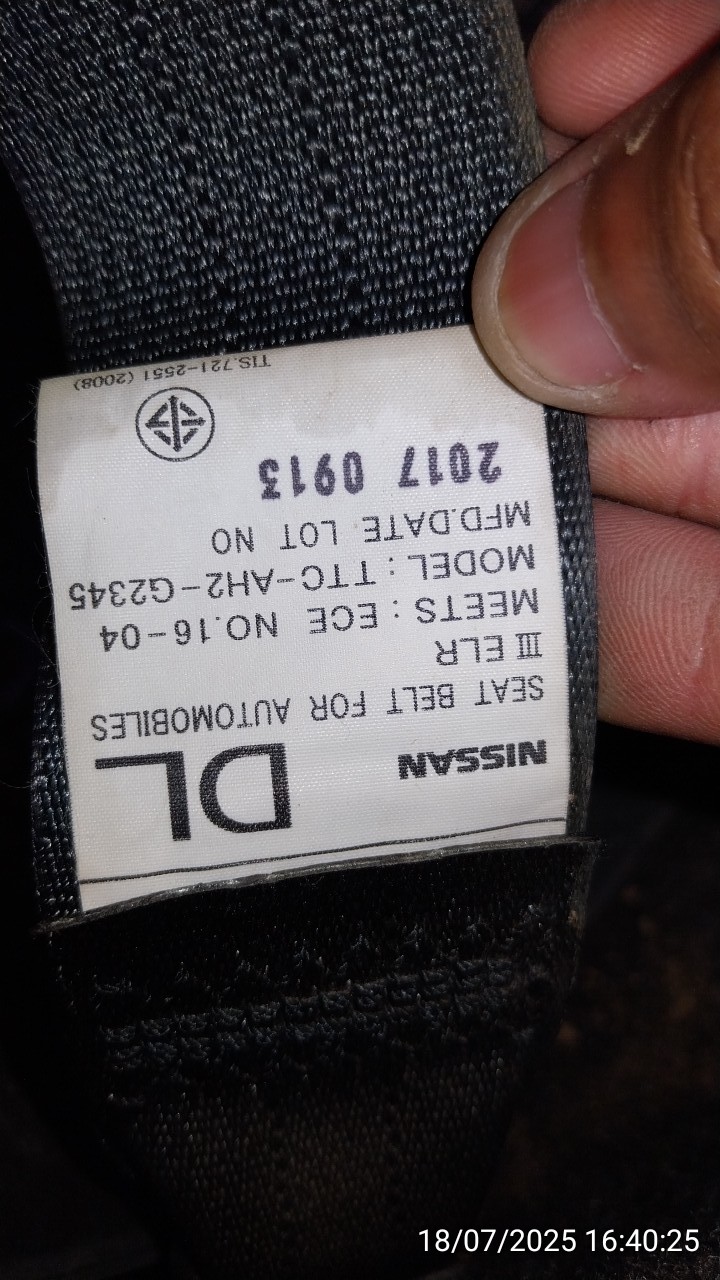 NISSAN DL
SEAT BELT FOR AUTOMOBILES
III ELR
MEETS : ECE NO.16-04
MODEL : TTC-AH2-G2345
MFD.DATE LOT NO
2017 0913
TIS.721-2551 (2008)
18/07/2025 16:40:25